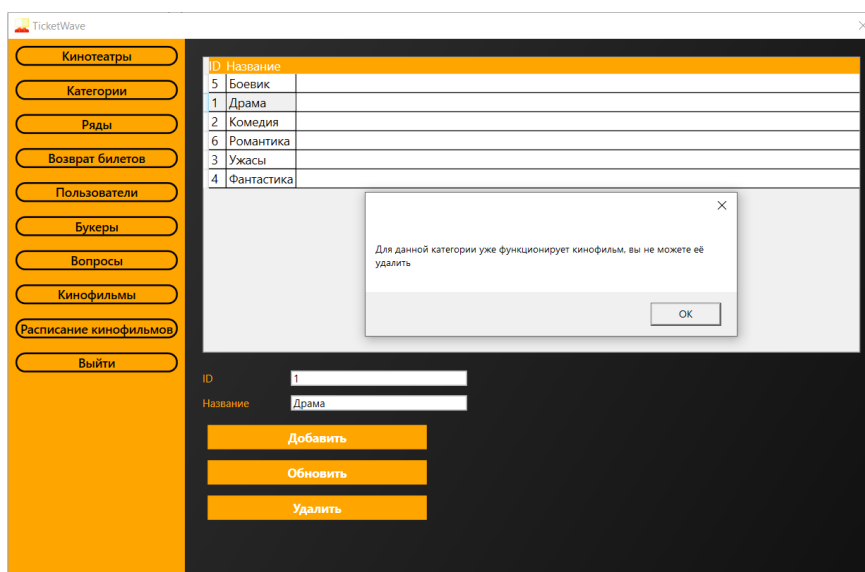 TicketWave
Кинотеатры
Категории
Ряды
Возврат билетов
Пользователи
Букеры
Вопросы
Кинофильмы
Расписание кинофильмов
Выйти
ID Название
5 Боевик
1 Драма
2 Комедия
6 Романтика
3 Ужасы
4 Фантастика
Для данной категории уже функционирует кинофильм, вы не можете её
удалить
OK
ID 1
Название Драма
Добавить
Обновить
Удалить